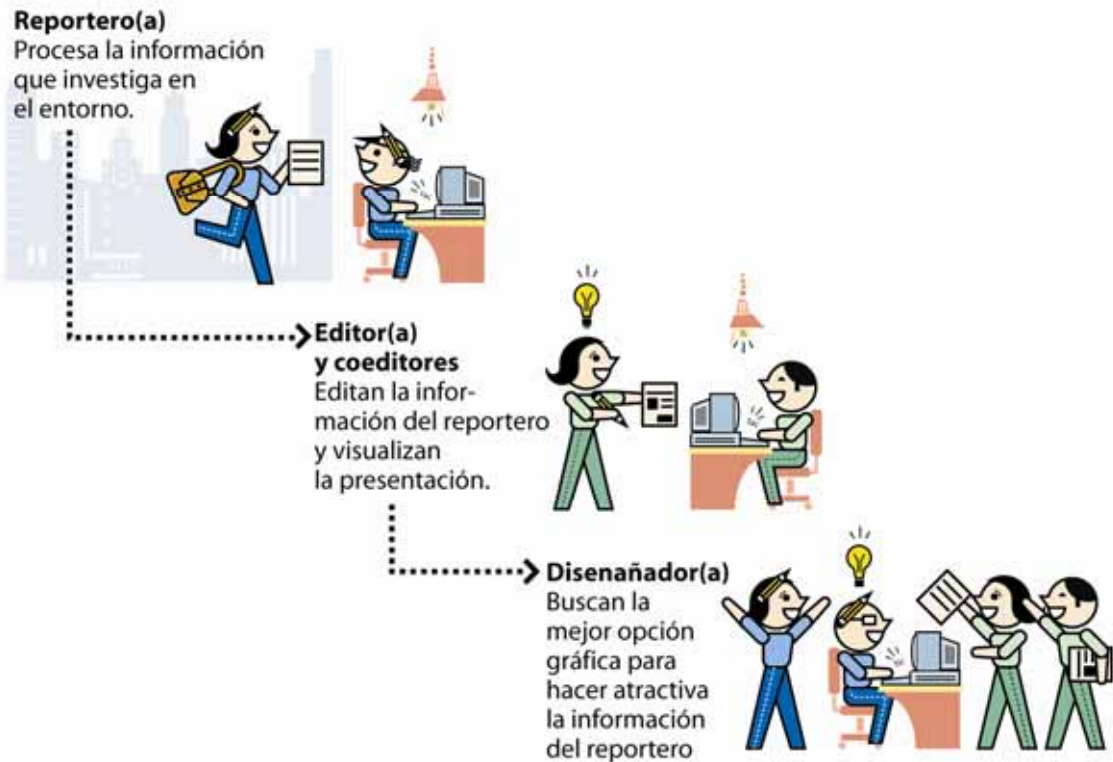 Reportero(a)
Procesa la información
que investiga en
el entorno.
Editor(a)
y coeditores
Editan la infor-
mación del reportero
y visualizan
la presentación.
Disenañador(a)
Buscan la
mejor opción
gráfica para
hacer atractiva
la información
del reportero